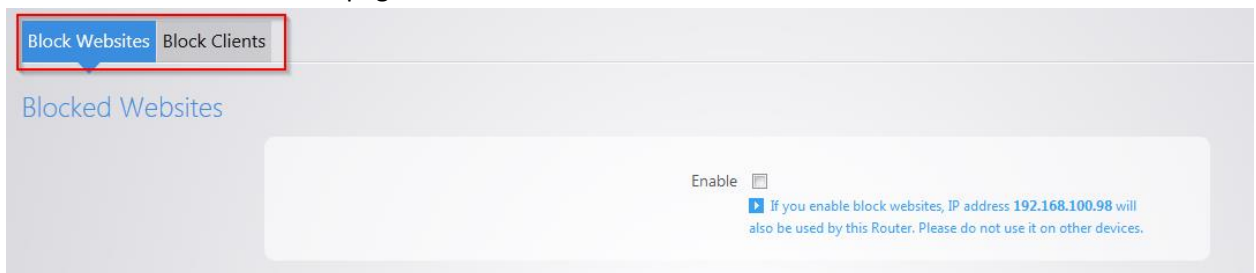 Block Websites Block Clients
Blocked Websites
Enable
If you enable block websites, IP address 192.168.100.98 will
also be used by this Router. Please do not use it on other devices.